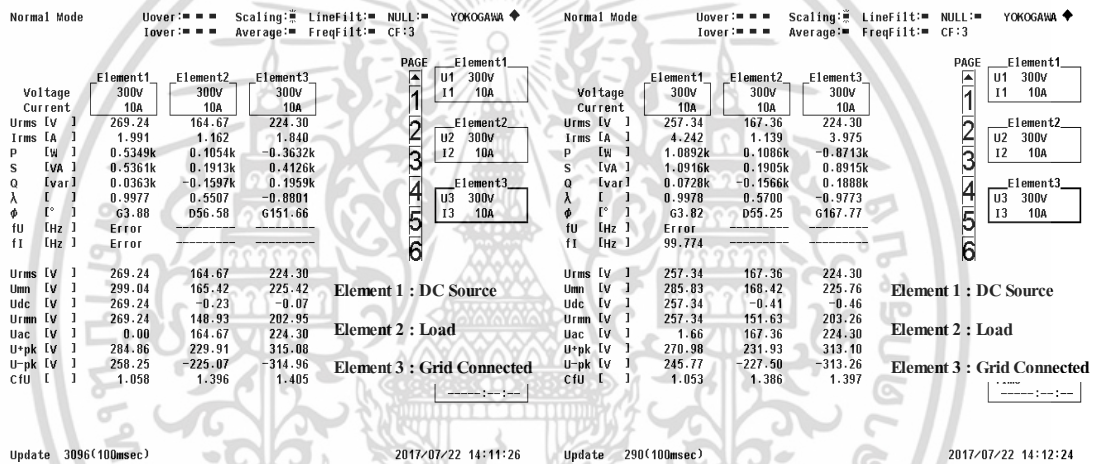 Normal Mode Uover:■ ■ ■ Scaling:■ LineFilt:■ NULL:■ YOKOGAWA ◆
Iover:■ ■ ■ Average:■ FreqFilt:■ CF:3
PAGE
Element1 Element2 Element3
Voltage 300V 300V 300V
Current 10A 10A 10A
Urms [V ] 269.24 164.67 224.30
Irms [A ] 1.991 1.162 1.840
P [W ] 0.5349k 0.1054k -0.3632k
S [VA ] 0.5361k 0.1913k 0.4126k
Q [var] 0.0363k -0.1597k 0.1959k
λ [ ] 0.9977 0.5507 -0.8801
ϕ [° ] G3.88 D56.58 G151.66
fU [Hz ] Error -------- --------
fI [Hz ] Error -------- --------
Urms [V ] 269.24 164.67 224.30
Umn [V ] 299.04 165.42 225.42
Udc [V ] 269.24 -0.23 -0.07
Urmn [V ] 269.24 148.93 202.95
Uac [V ] 0.00 164.67 224.30
U+pk [V ] 284.86 229.91 315.08
U-pk [V ] 258.25 -225.07 -314.96
CfU [ ] 1.058 1.396 1.405
1
2
3
4
5
6
Element1
U1 300V
I1 10A
Element2
U2 300V
I2 10A
Element3
U3 300V
I3 10A
Element 1 : DC Source
Element 2 : Load
Element 3 : Grid Connected
-----:--:--
Update 3096(100msec) 2017/07/22 14:11:26
Normal Mode Uover:■ ■ ■ Scaling:■ LineFilt:■ NULL:■ YOKOGAWA ◆
Iover:■ ■ ■ Average:■ FreqFilt:■ CF:3
PAGE
Element1 Element2 Element3
Voltage 300V 300V 300V
Current 10A 10A 10A
Urms [V ] 257.34 167.36 224.30
Irms [A ] 4.242 1.139 3.975
P [W ] 1.0892k 0.1086k -0.8713k
S [VA ] 1.0916k 0.1905k 0.8915k
Q [var] 0.0728k -0.1566k 0.1888k
λ [ ] 0.9978 0.5700 -0.9773
ϕ [° ] G3.82 D55.25 G167.77
fU [Hz ] Error -------- --------
fI [Hz ] 99.774 -------- --------
Urms [V ] 257.34 167.36 224.30
Umn [V ] 285.83 168.42 225.76
Udc [V ] 257.34 -0.41 -0.46
Urmn [V ] 257.34 151.63 203.26
Uac [V ] 1.66 167.36 224.30
U+pk [V ] 270.98 231.93 313.10
U-pk [V ] 245.77 -227.50 -313.26
CfU [ ] 1.053 1.386 1.397
1
2
3
4
5
6
Element1
U1 300V
I1 10A
Element2
U2 300V
I2 10A
Element3
U3 300V
I3 10A
Element 1 : DC Source
Element 2 : Load
Element 3 : Grid Connected
-----:--:--
Update 290(100msec) 2017/07/22 14:12:24